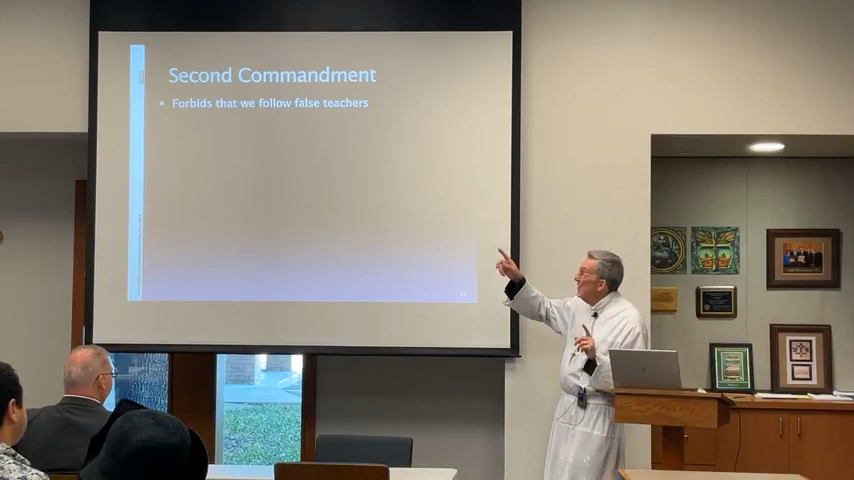 Second Commandment
Forbids that we follow false teachers